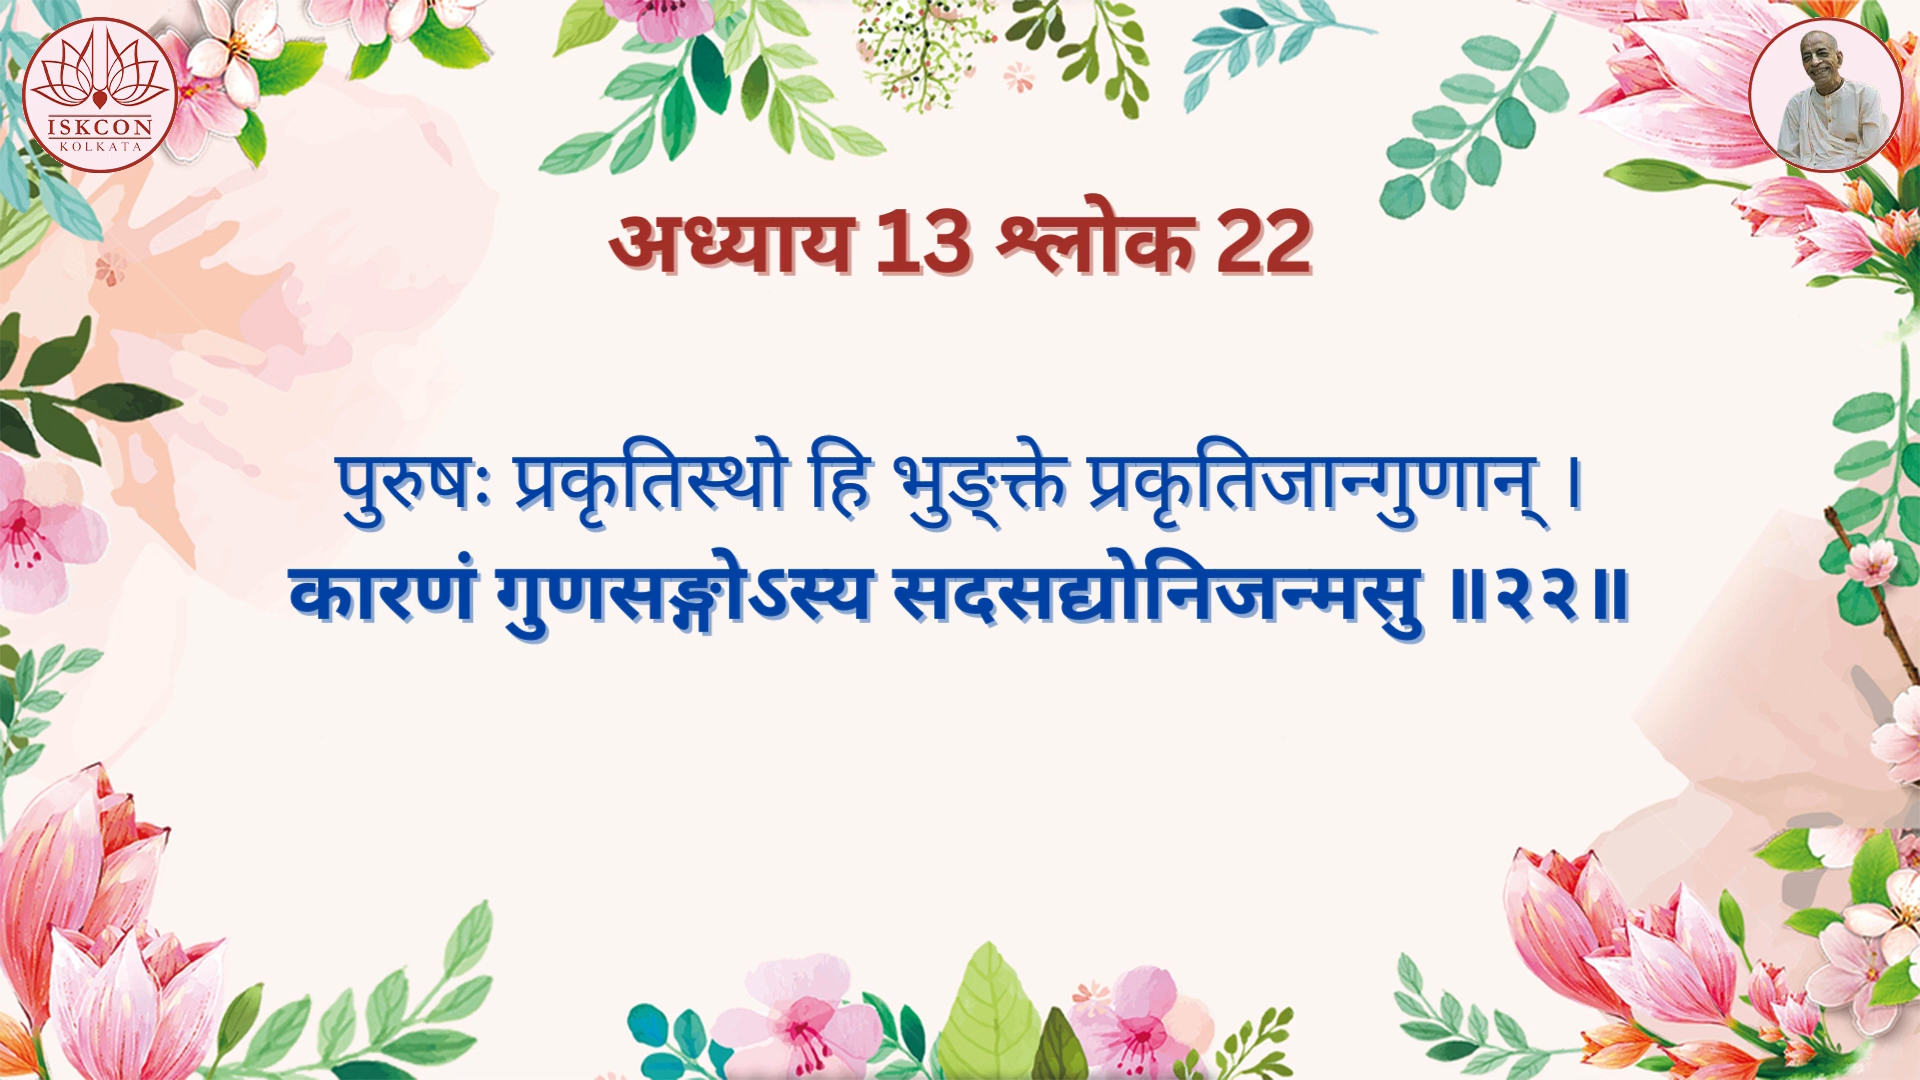 ISKCON
KOLKATA
अध्याय 13 श्लोक 22
पुरुषः प्रकृतिस्थो हि भुङ्क्ते प्रकृतिजान्गुणान् ।
कारणं गुणसङ्गोऽस्य सदसद्योनिजन्मसु ॥२२॥